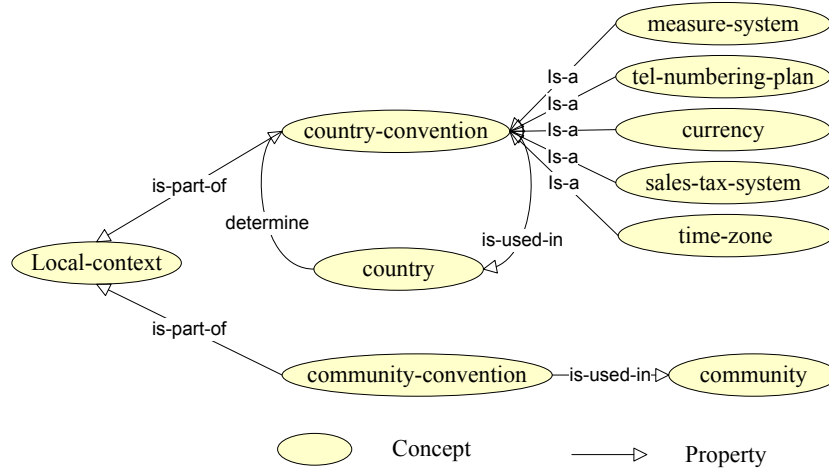 measure-system
Is-a
tel-numbering-plan
Is-a
country-convention
Is-a
currency
Is-a
is-part-of
Is-a
sales-tax-system
determine
is-used-in
time-zone
Local-context
country
is-part-of
community-convention
is-used-in
community
Concept
Property